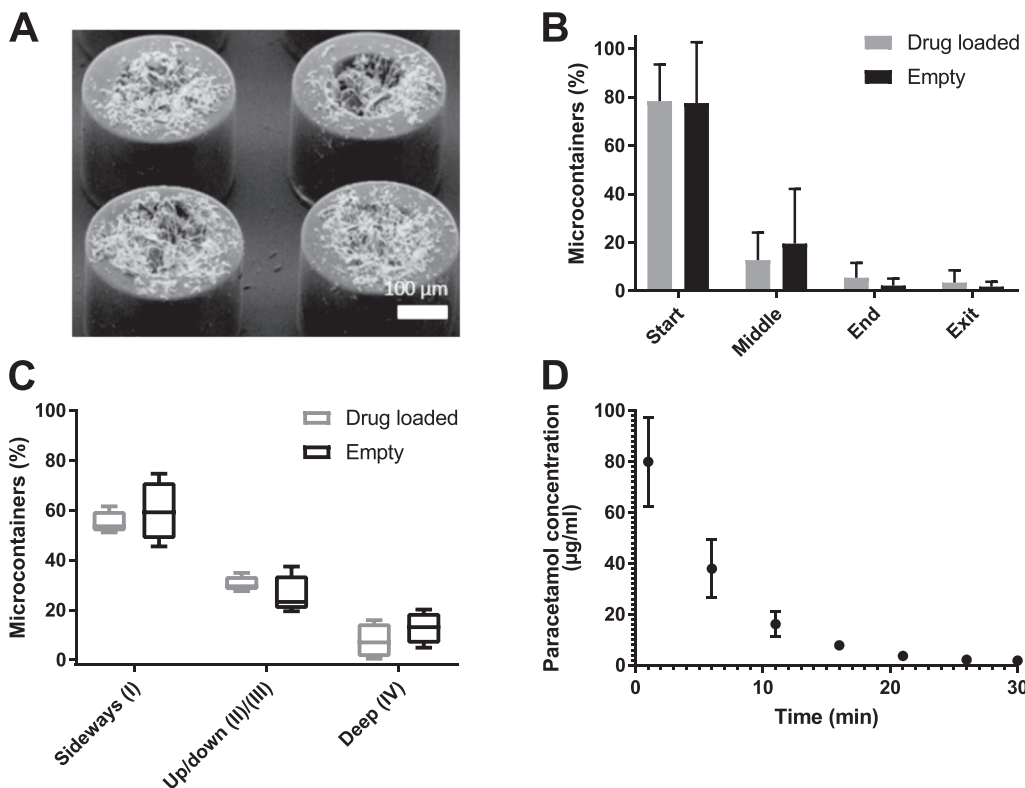 A
100 µm
B
Microcontainers (%)
100
80
60
40
20
0
Drug loaded
Empty
Start
Middle
End
Exit
C
Microcontainers (%)
100
80
60
40
20
0
Drug loaded
Empty
Sideways (I)
Up/down (II)/(III)
Deep (IV)
D
Paracetamol concentration
(µg/ml)
100
80
60
40
20
0
0
10
20
30
Time (min)